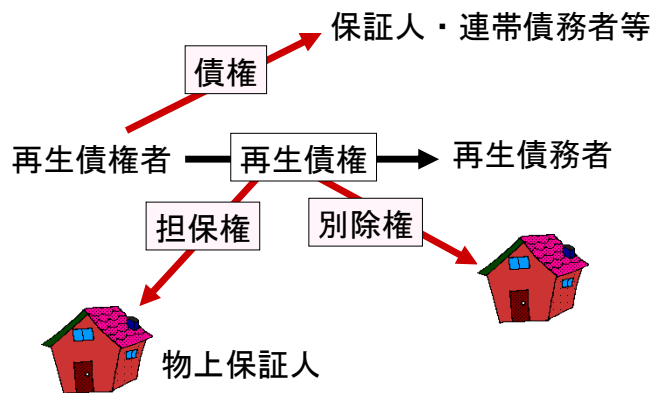 保証人・連帯債務者等
債権
再生債権者
再生債権
再生債務者
担保権
別除権
物上保証人